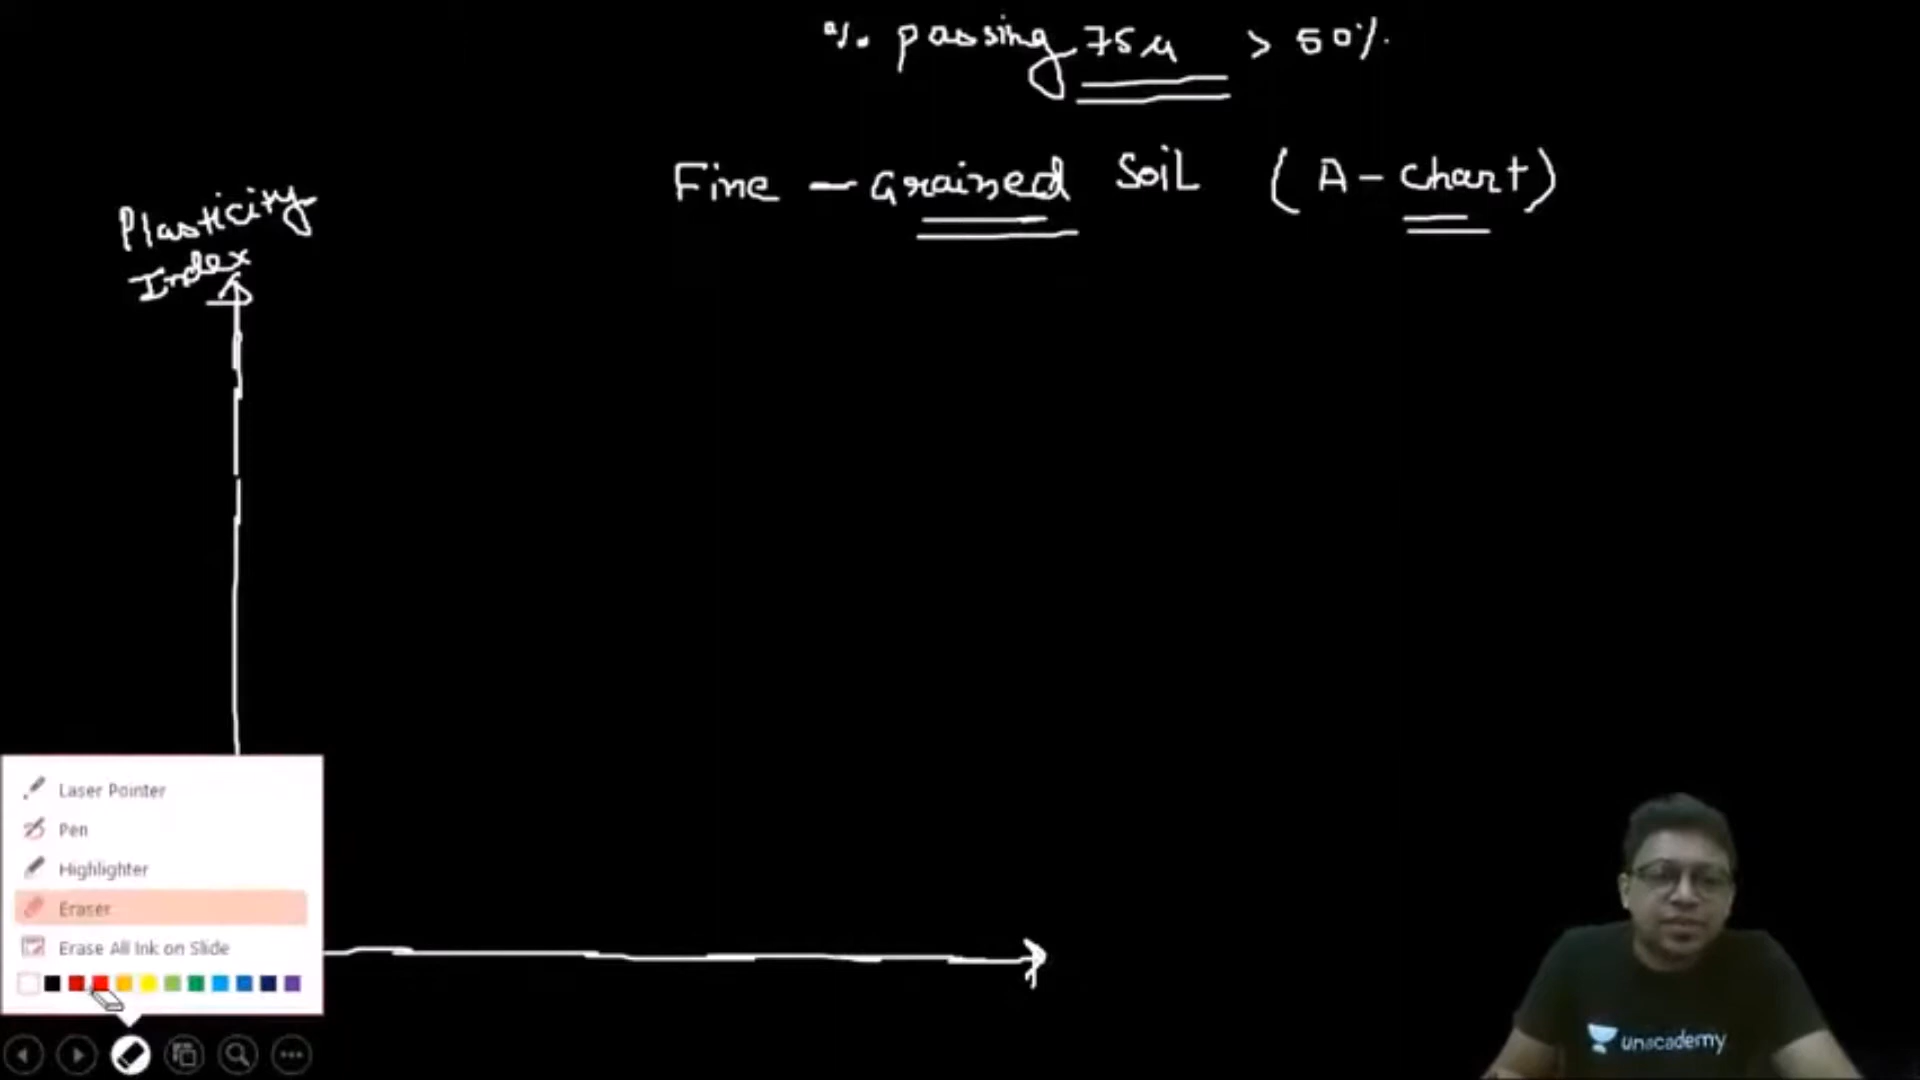 % passing 75μ > 50%
Fine - Grained Soil (A - chart)
Plasticity
Index
Laser Pointer
Pen
Highlighter
Eraser
Erase All Ink on Slide
unacademy